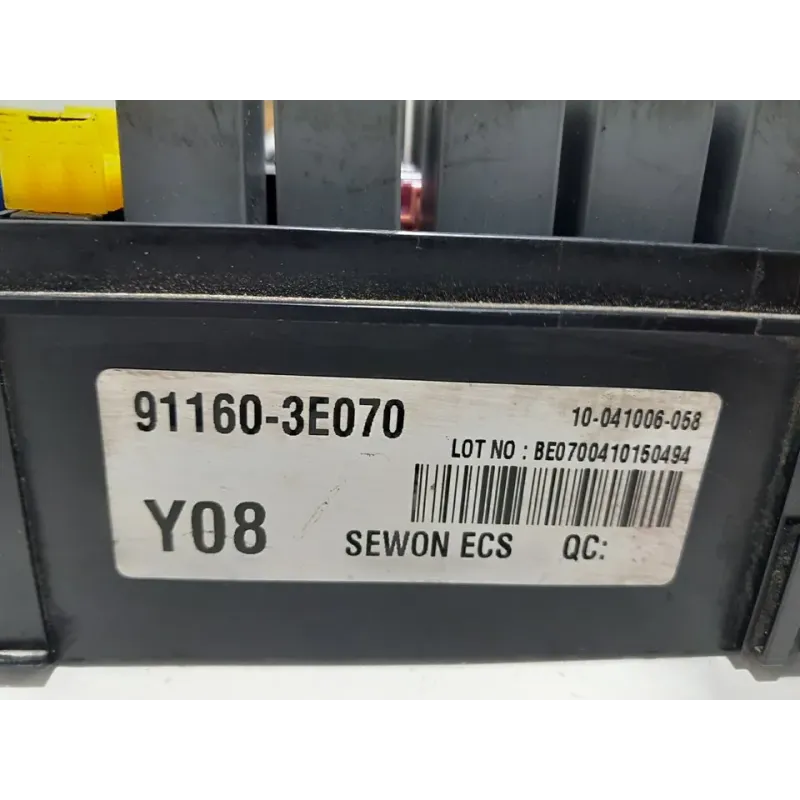 91160-3E070
10-041006-058
LOT NO : BE0700410150494
Y08
SEWON ECS QC: